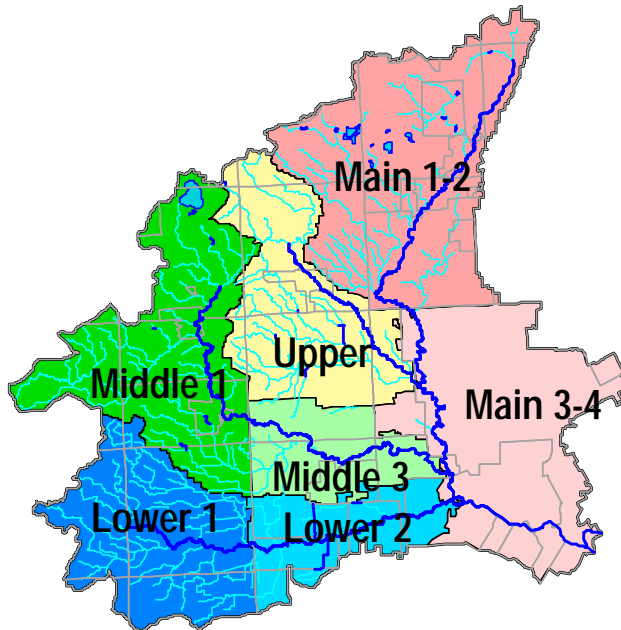 Main 1-2
Upper
Middle 1
Main 3-4
Middle 3
Lower 1
Lower 2